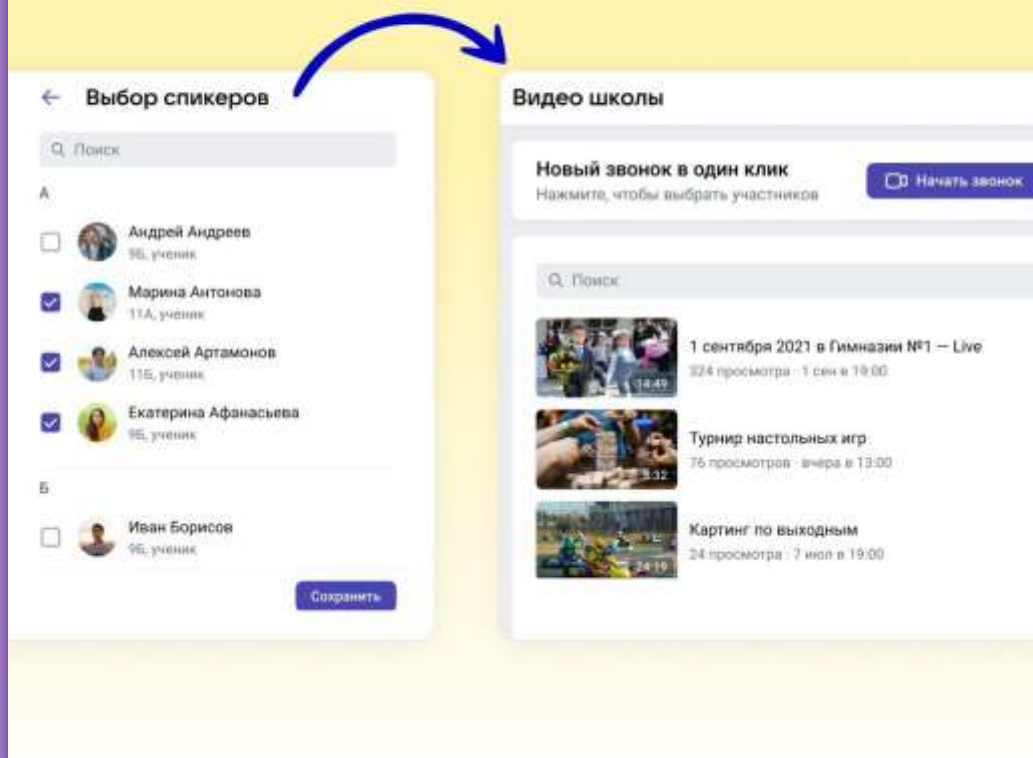 Выбор спикеров
Поиск
А
Андрей Андреев
9Б, ученик
Марина Антонова
11А, ученик
Алексей Артамонов
11Б, ученик
Екатерина Афанасьева
9Б, ученик
Б
Иван Борисов
9Б, ученик
Сохранить
Видео школы
Новый звонок в один клик
Нажмите, чтобы выбрать участников
Начать звонок
Поиск
14:49
1 сентября 2021 в Гимназии №1 — Live
324 просмотра · 1 сен в 19:00
Турнир настольных игр
76 просмотров · вчера в 13:00
Картинг по выходным
24 просмотра · 7 июл в 19:00
24:19